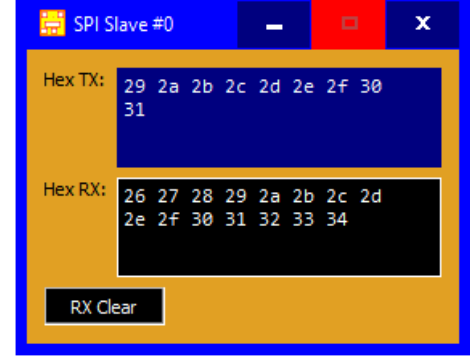 SPI Slave #0
Hex TX:
29 2a 2b 2c 2d 2e 2f 30
31
Hex RX:
26 27 28 29 2a 2b 2c 2d
2e 2f 30 31 32 33 34
RX Clear